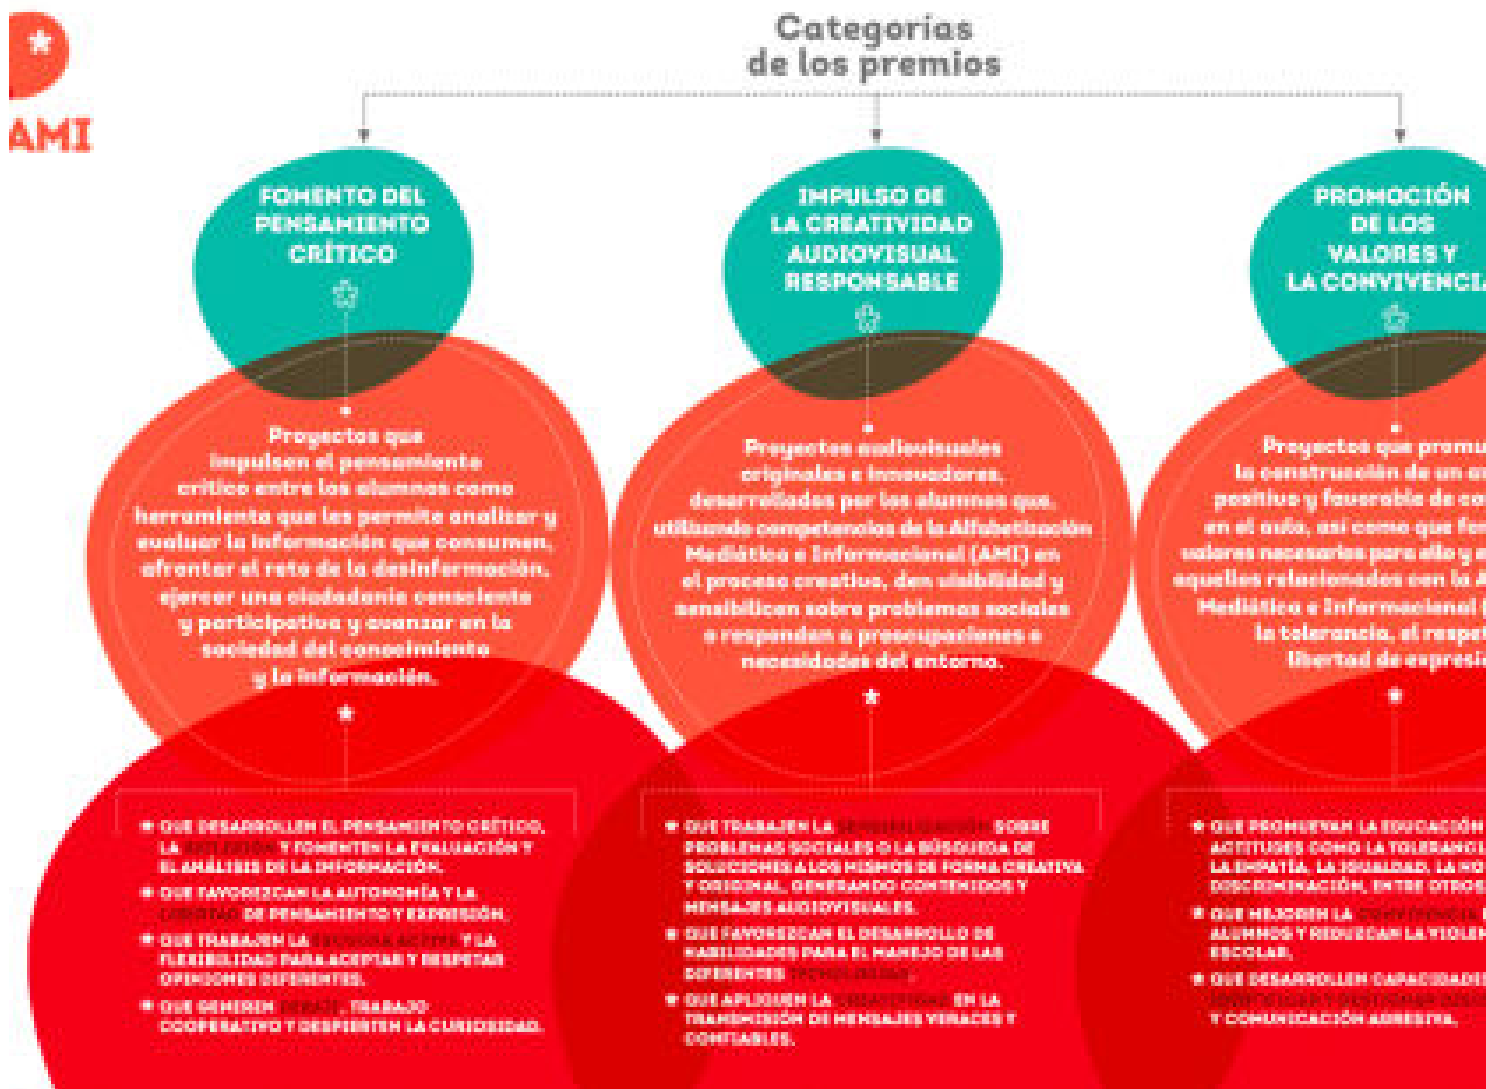 AMI
Categorías
de los premios
FOMENTO DEL
PENSAMIENTO
CRÍTICO
Proyectos que
impulsen el pensamiento
crítico entre los alumnos como
herramienta que les permite analizar y
evaluar la información que consumen,
afrontar el reto de la desinformación,
ejercer una ciudadanía consciente
y participativa y avanzar en la
sociedad del conocimiento
y la información.
QUE DESARROLLEN EL PENSAMIENTO CRÍTICO,
LA REFLEXIÓN Y FOMENTEN LA EVALUACIÓN Y
EL ANÁLISIS DE LA INFORMACIÓN.
QUE FAVOREZCAN LA AUTONOMÍA Y LA
LIBERTAD DE PENSAMIENTO Y EXPRESIÓN.
QUE TRABAJEN LA ESCUCHA ACTIVA Y LA
FLEXIBILIDAD PARA ACEPTAR Y RESPETAR
OPINIONES DIFERENTES.
QUE GENEREN DEBATE, TRABAJO
COOPERATIVO Y DESPIERTEN LA CURIOSIDAD.
IMPULSO DE
LA CREATIVIDAD
AUDIOVISUAL
RESPONSABLE
Proyectos audiovisuales
originales e innovadores,
desarrollados por los alumnos que,
utilizando competencias de la Alfabetización
Mediática e Informacional (AMI) en
el proceso creativo, den visibilidad y
sensibilicen sobre problemas sociales
o respondan a preocupaciones o
necesidades del entorno.
QUE TRABAJEN LA SENSIBILIZACIÓN SOBRE
PROBLEMAS SOCIALES O LA BÚSQUEDA DE
SOLUCIONES A LOS MISMOS DE FORMA CREATIVA
Y ORIGINAL, GENERANDO CONTENIDOS Y
MENSAJES AUDIOVISUALES.
QUE FAVOREZCAN EL DESARROLLO DE
HABILIDADES PARA EL MANEJO DE LAS
DIFERENTES TECNOLOGÍAS.
QUE APLIQUEN LA CREATIVIDAD EN LA
TRANSMISIÓN DE MENSAJES VERACES Y
CONFIABLES.
PROMOCIÓN
DE LOS
VALORES Y
LA CONVIVENCIA
Proyectos que promu
la construcción de un
positivo y favorable de
en el aula, así como que
valores necesarios para ello y
aquellos relacionados con la
Mediática e Informacional
la tolerancia, el respet
libertad de expresi
QUE PROMUEVAN LA EDUCACIÓN
ACTITUDES COMO LA TOLERANCI
LA EMPATÍA, LA IGUALDAD, LA NO
DISCRIMINACIÓN, ENTRE OTROS
QUE MEJOREN LA CONVIVENCIA
ALUMNOS Y REDUZCAN LA VIOLEN
ESCOLAR.
QUE DESARROLLEN CAPACIDADES
IDENTIFICAR Y GESTIONAR
Y COMUNICACIÓN AGRESIVA.